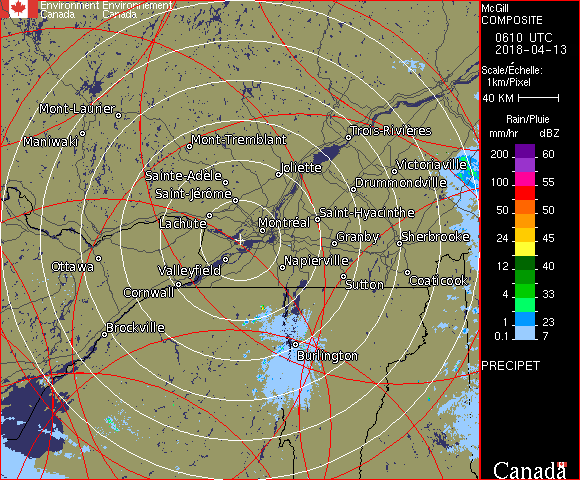 Environment Environnement
Canada Canada
McGill
COMPOSITE
0610 UTC
2018-04-13
Scale/Échelle:
1km/Pixel
40 KM
Rain/Pluie
mm/hr dBZ
200 60
100 55
50 50
24 45
12 40
4 33
1 23
0.1 7
PRECIPET
Canada
Mont-Laurier
Maniwaki
Mont-Tremblant
Trois-Rivières
Sainte-Adèle
Joliette
Victoriaville
Saint-Jérôme
Drummondville
Lachute
Montréal
Saint-Hyacinthe
Granby
Sherbrooke
Ottawa
Valleyfield
Napierville
Cornwall
Sutton
Coaticook
Brockville
Burlington